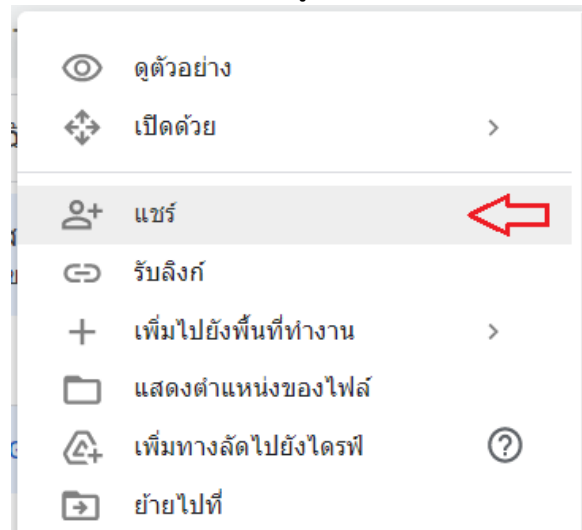 ดูตัวอย่าง
เปิดด้วย
แชร์
รับลิงก์
เพิ่มไปยังพื้นที่ทำงาน
แสดงตำแหน่งของไฟล์
เพิ่มทางลัดไปยังไดรฟ์
ย้ายไปที่